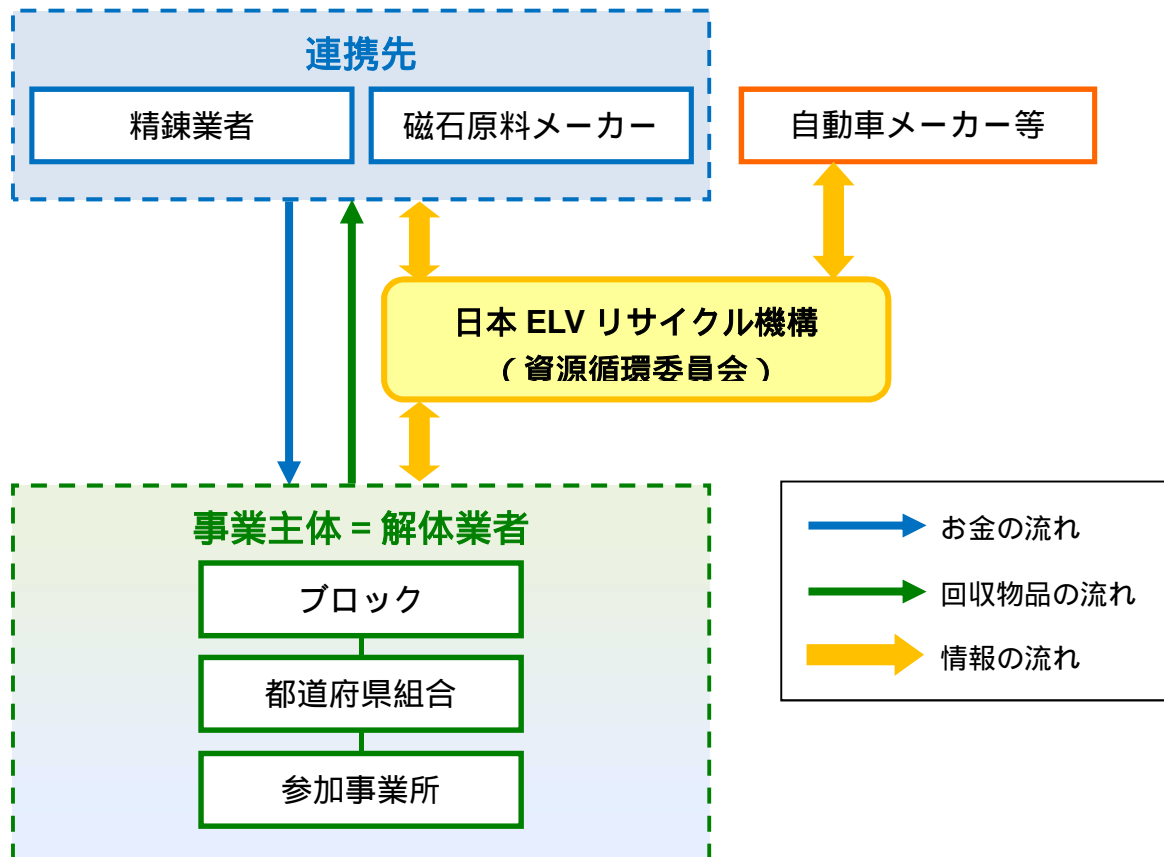 連携先
精錬業者
磁石原料メーカー
自動車メーカー等
日本 ELV リサイクル機構
（資源循環委員会）
事業主体 = 解体業者
ブロック
都道府県組合
参加事業所
お金の流れ
回収物品の流れ
情報の流れ